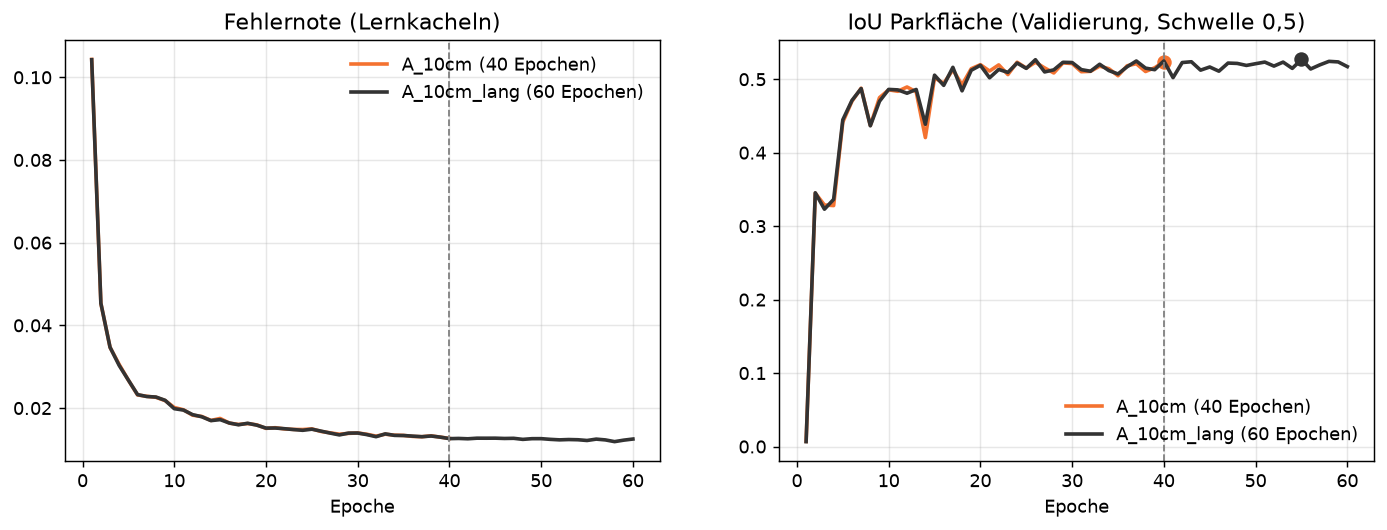 Fehlernote (Lernkacheln)
A_10cm (40 Epochen)
A_10cm_lang (60 Epochen)
0.10
0.08
0.06
0.04
0.02
0 10 20 30 40 50 60
Epoche
IoU Parkfläche (Validierung, Schwelle 0,5)
0.5
0.4
0.3
0.2
0.1
0.0
A_10cm (40 Epochen)
A_10cm_lang (60 Epochen)
0 10 20 30 40 50 60
Epoche